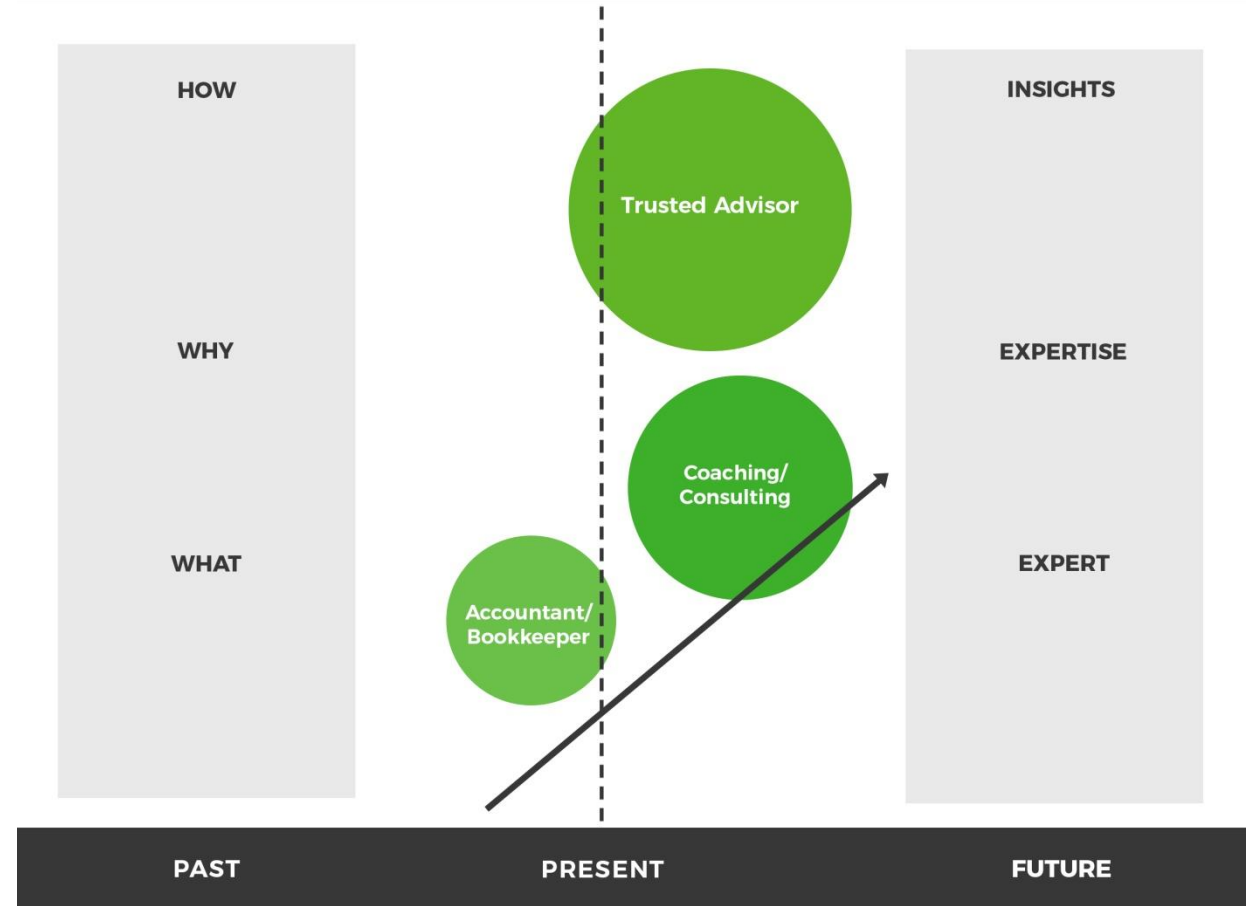 HOW
INSIGHTS
Trusted Advisor
WHY
EXPERTISE
Coaching/
Consulting
WHAT
EXPERT
Accountant/
Bookkeeper
PAST
PRESENT
FUTURE